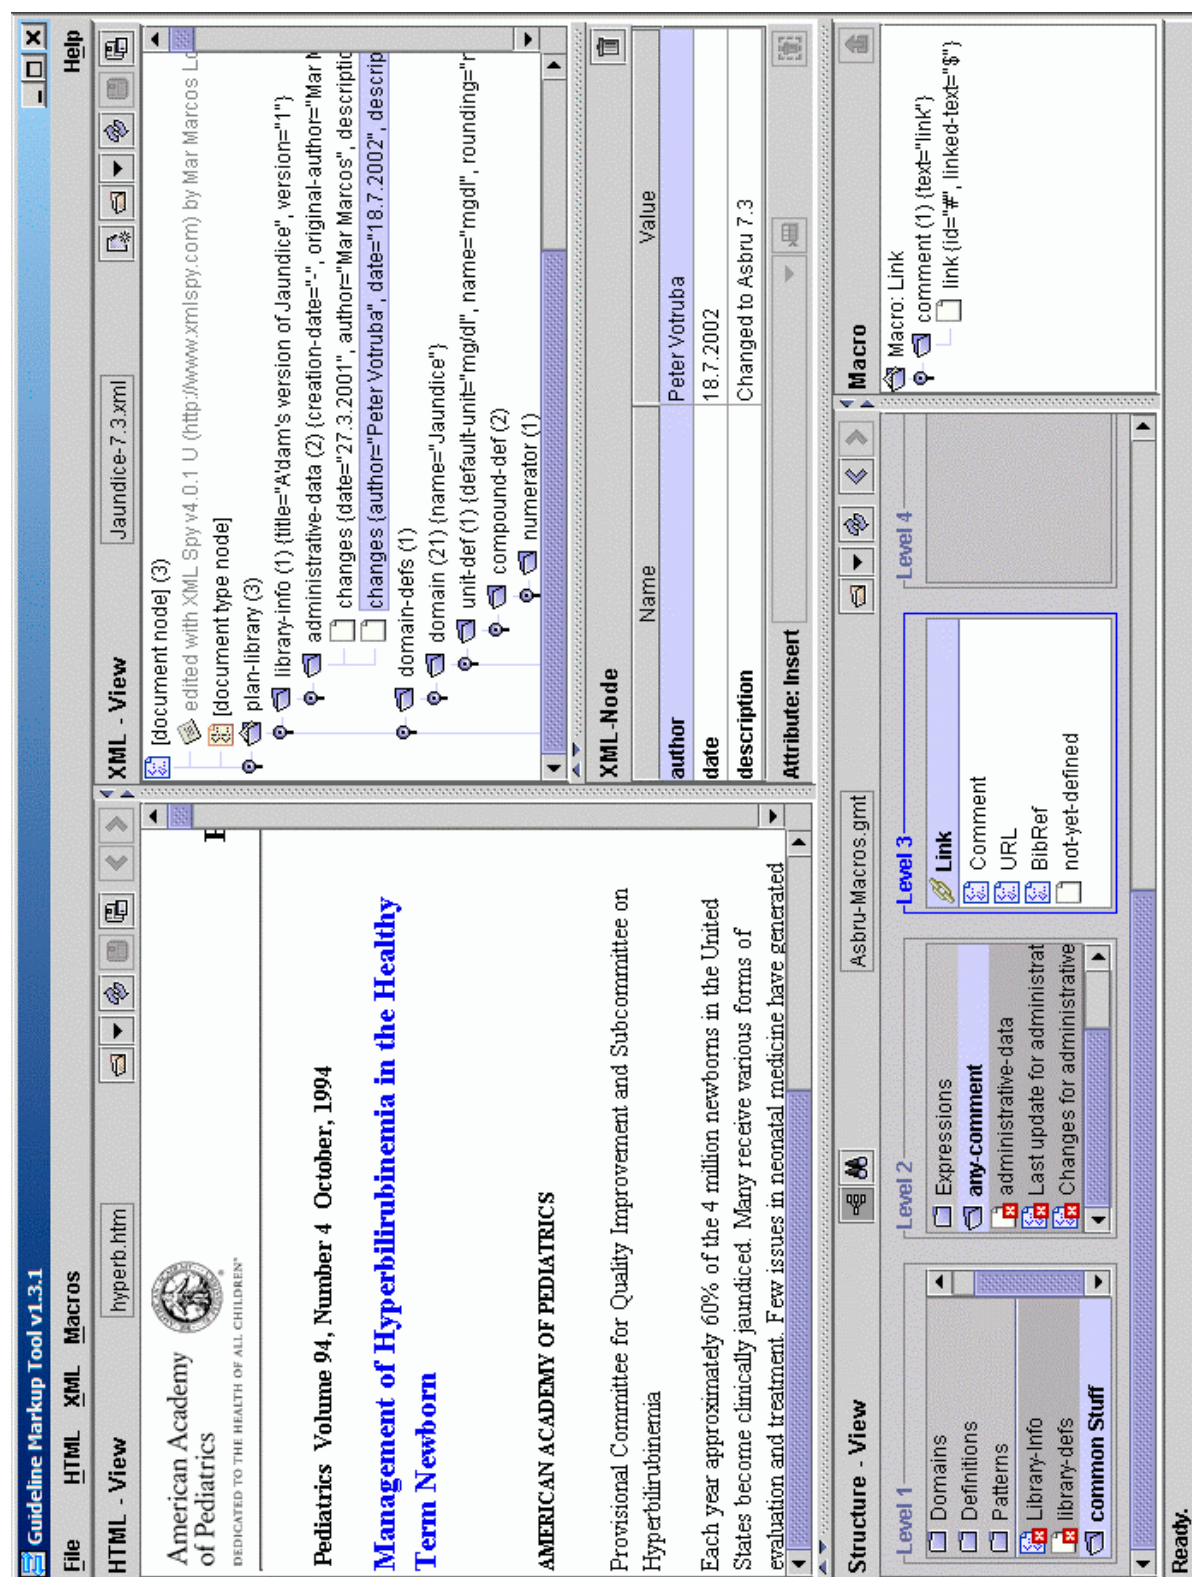 Guideline Markup Tool v1.3.1
File HTML XML Macros Help
HTML - View
hyperb.htm
American Academy
of Pediatrics
DEDICATED TO THE HEALTH OF ALL CHILDREN
Pediatrics Volume 94, Number 4 October, 1994
Management of Hyperbilirubinemia in the Healthy
Term Newborn
AMERICAN ACADEMY OF PEDIATRICS
Provisional Committee for Quality Improvement and Subcommittee on
Hyperbilirubinemia
Each year approximately 60% of the 4 million newborns in the United
States become clinically jaundiced. Many receive various forms of
evaluation and treatment. Few issues in neonatal medicine have generated
XML - View
Jaundice-7.3.xml
[document node] (3)
edited with XML Spy v4.0.1 U (http://www.xmlspy.com) by Mar Marcos Lo
[document type node]
plan-library (3)
library-info (1) {title="Adam's version of Jaundice", version="1"}
administrative-data (2) {creation-date="-", original-author="Mar M
changes {date="27.3.2001", author="Mar Marcos", descriptio
changes {author="Peter Votruba", date="18.7.2002", descrip
domain-defs (1)
domain (21) {name="Jaundice"}
unit-def (1) {default-unit="mg/dl", name="mgdl", rounding="r
compound-def (2)
numerator (1)
XML-Node
Name Value
author Peter Votruba
date 18.7.2002
description Changed to Asbru 7.3
Attribute: Insert
Structure - View
Asbru-Macros.gmt
Level 1
Domains
Definitions
Patterns
Library-Info
library-defs
common Stuff
Level 2
Expressions
any-comment
administrative-data
Last update for administrat
Changes for administrative
Level 3
Link
Comment
URL
BibRef
not-yet-defined
Level 4
Macro
Macro: Link
comment (1) {text="link"}
link {id="#", linked-text="$"}
Ready.